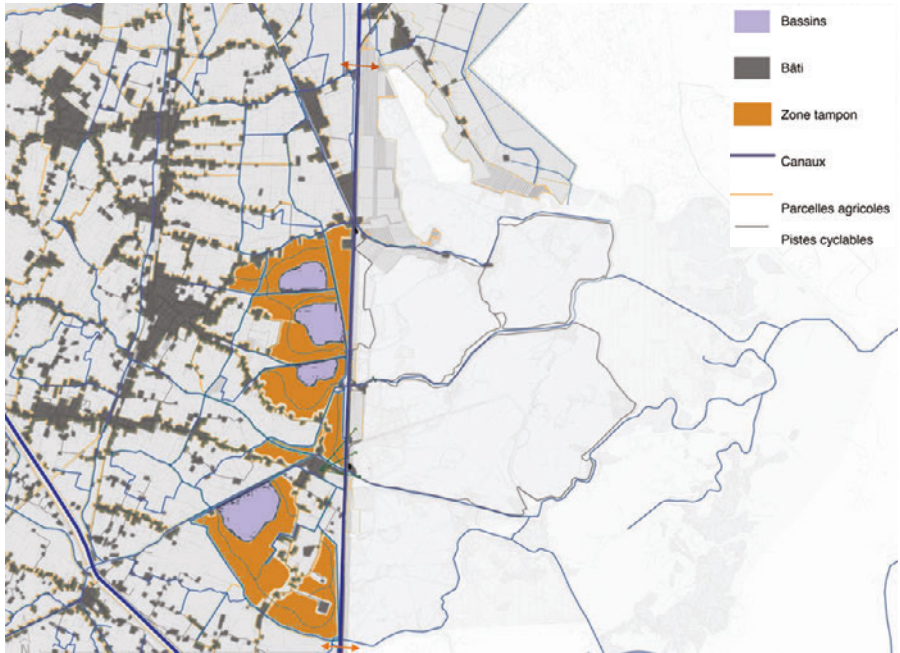 Bassins
Bâti
Zone tampon
Canaux
Parcelles agricoles
Pistes cyclables
N